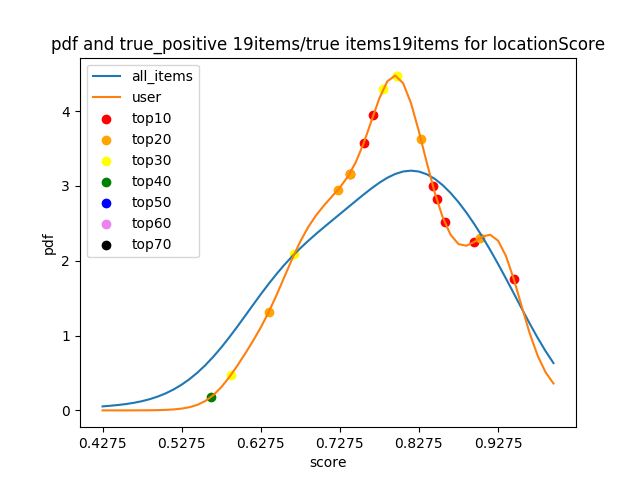 pdf and true_positive 19items/true items19items for locationScore
all_items
user
top10
top20
top30
top40
top50
top60
top70
4
3
2
1
0
pdf
0.4275 0.5275 0.6275 0.7275 0.8275 0.9275
score